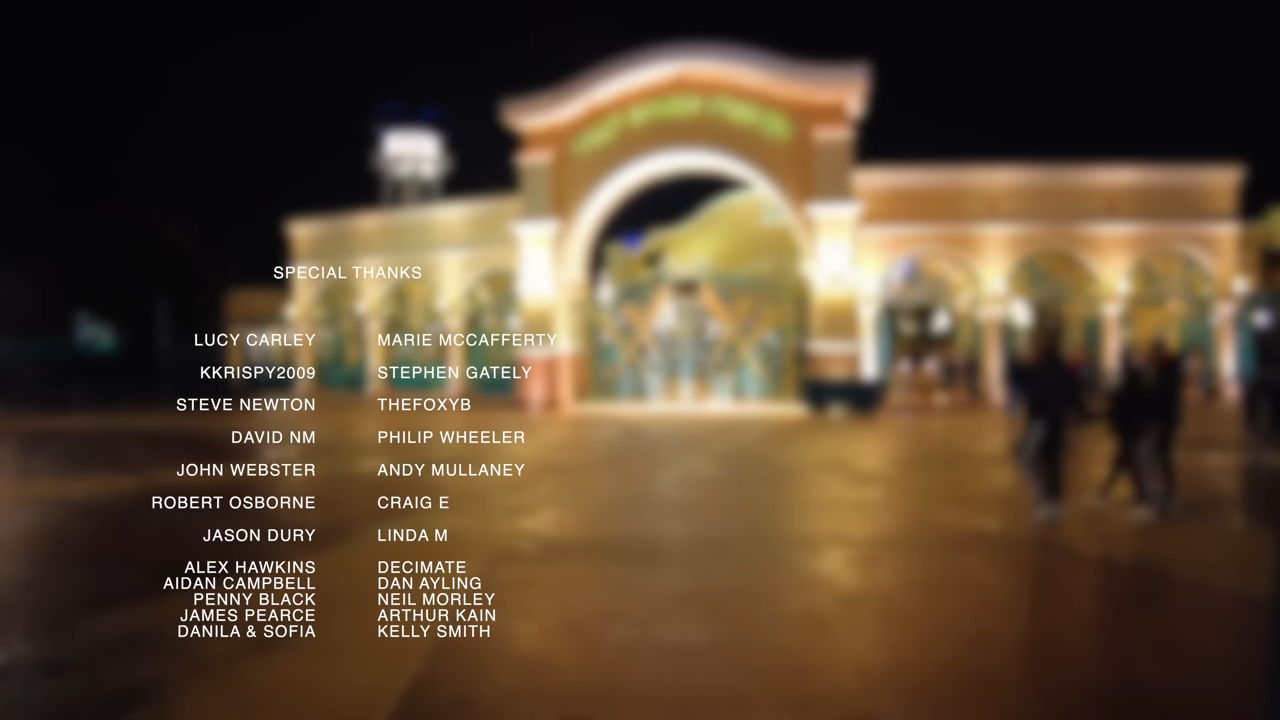 SPECIAL THANKS
LUCY CARLEY MARIE MCCAFFERTY
KKRISPY2009 STEPHEN GATELY
STEVE NEWTON THEFOXYB
DAVID NM PHILIP WHEELER
JOHN WEBSTER ANDY MULLANEY
ROBERT OSBORNE CRAIG E
JASON DURY LINDA M
ALEX HAWKINS DECIMATE
AIDAN CAMPBELL DAN AYLING
PENNY BLACK NEIL MORLEY
JAMES PEARCE ARTHUR KAIN
DANILA & SOFIA KELLY SMITH